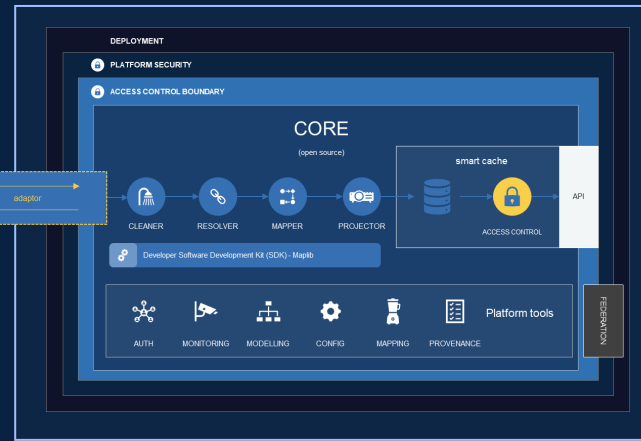 DEPLOYMENT
PLATFORM SECURITY
ACCESS CONTROL BOUNDARY
CORE
(open source)
smart cache
adaptor
API
CLEANER
RESOLVER
MAPPER
PROJECTOR
ACCESS CONTROL
Developer Software Development Kit (SDK) - Maplib
Platform tools
AUTH
MONITORING
MODELLING
CONFIG
MAPPING
PROVENANCE
FEDERATION